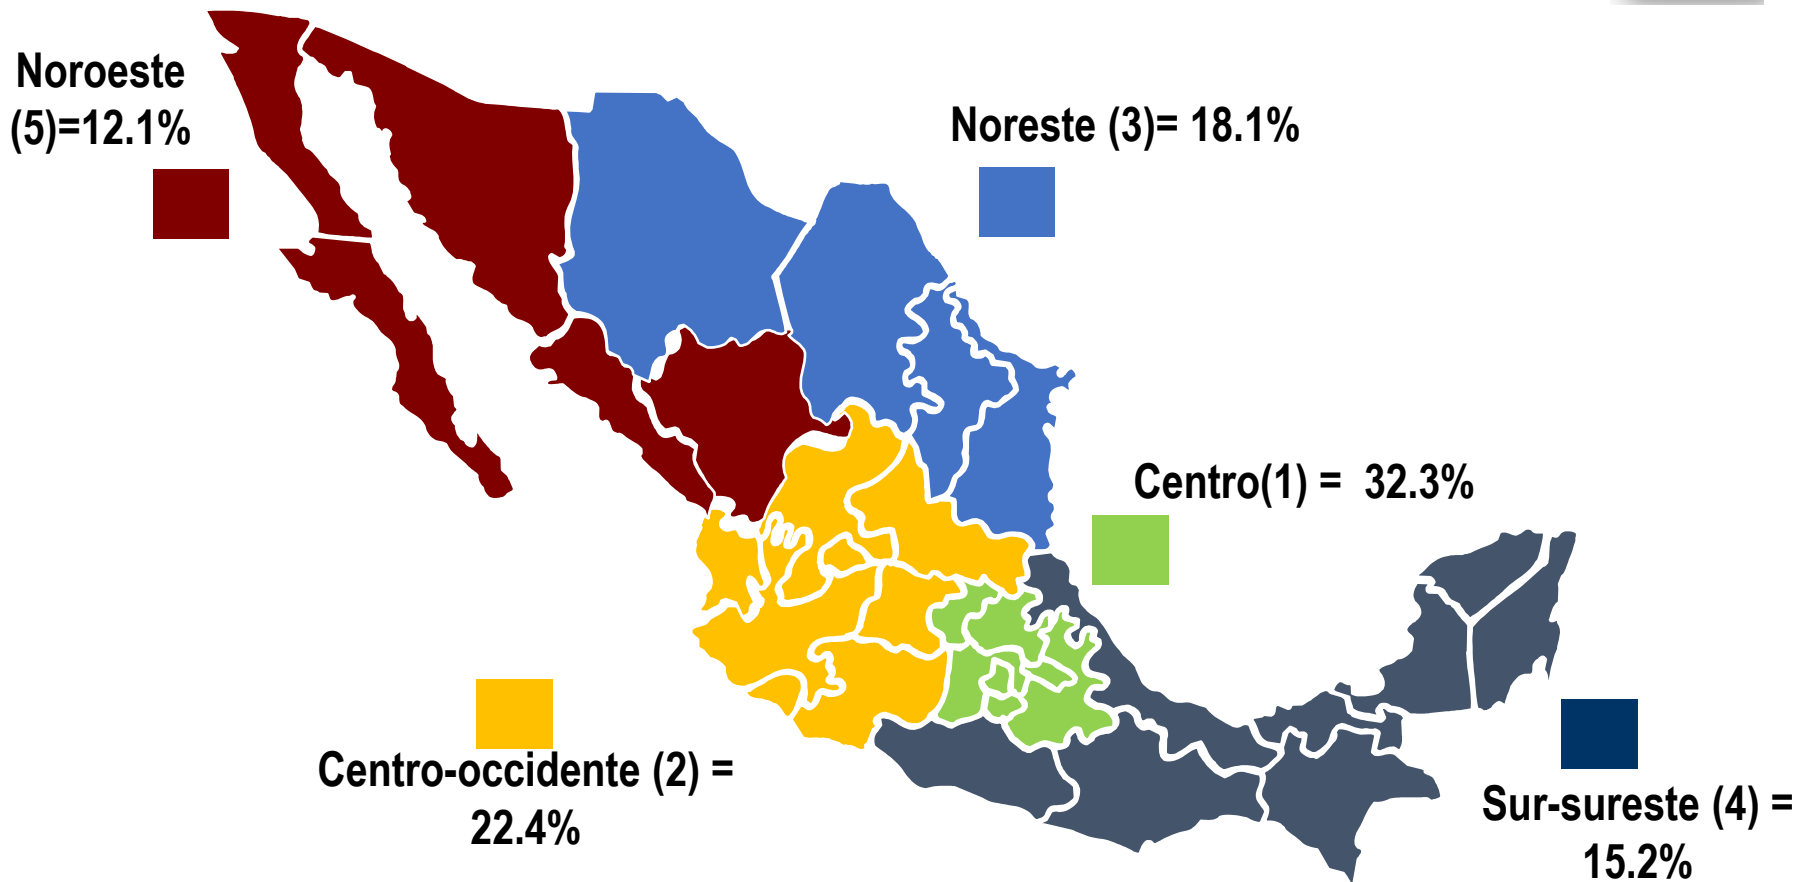 Noroeste
(5)=12.1%
Noreste (3)= 18.1%
Centro(1) =  32.3%
Centro-occidente (2) =
22.4%
Sur-sureste (4) =
15.2%